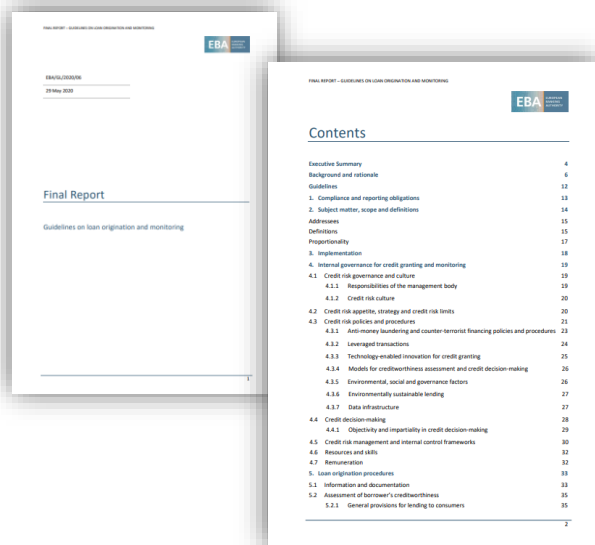 FINAL REPORT – GUIDELINES ON LOAN ORIGINATION AND MONITORING
EBA EUROPEAN BANKING AUTHORITY
EBA/GL/2020/06
29 May 2020
Final Report
Guidelines on loan origination and monitoring
1
FINAL REPORT – GUIDELINES ON LOAN ORIGINATION AND MONITORING
EBA EUROPEAN BANKING AUTHORITY
Contents
Executive Summary 4
Background and rationale 6
Guidelines 12
1. Compliance and reporting obligations 13
2. Subject matter, scope and definitions 14
Addressees 15
Definitions 15
Proportionality 17
3. Implementation 18
4. Internal governance for credit granting and monitoring 19
4.1 Credit risk governance and culture 19
4.1.1 Responsibilities of the management body 19
4.1.2 Credit risk culture 20
4.2 Credit risk appetite, strategy and credit risk limits 20
4.3 Credit risk policies and procedures 21
4.3.1 Anti-money laundering and counter-terrorist financing policies and procedures 23
4.3.2 Leveraged transactions 24
4.3.3 Technology-enabled innovation for credit granting 25
4.3.4 Models for creditworthiness assessment and credit decision-making 26
4.3.5 Environmental, social and governance factors 26
4.3.6 Environmentally sustainable lending 27
4.3.7 Data infrastructure 27
4.4 Credit decision-making 28
4.4.1 Objectivity and impartiality in credit decision-making 29
4.5 Credit risk management and internal control frameworks 30
4.6 Resources and skills 32
4.7 Remuneration 32
5. Loan origination procedures 33
5.1 Information and documentation 33
5.2 Assessment of borrower's creditworthiness 35
5.2.1 General provisions for lending to consumers 35
2